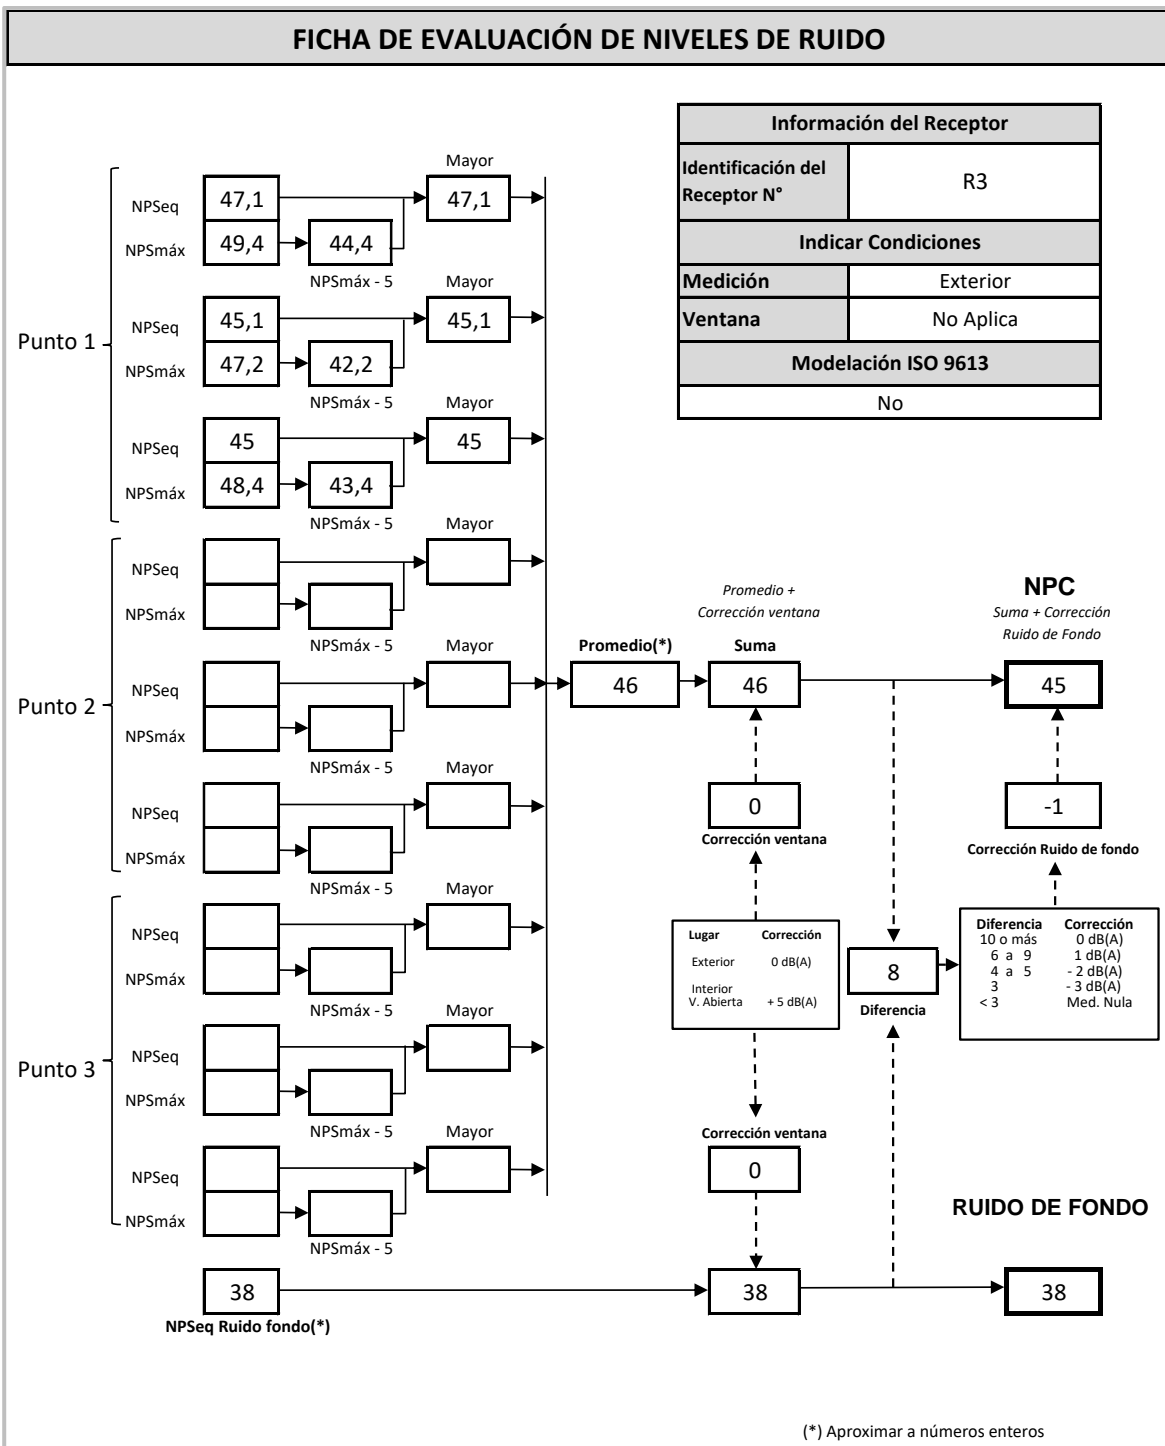 FICHA DE EVALUACIÓN DE NIVELES DE RUIDO
Información del Receptor
Identificación del
Receptor N°
R3
Indicar Condiciones
Medición
Exterior
Ventana
No Aplica
Modelación ISO 9613
No
Punto 1
Mayor
NPSeq
47,1
47,1
NPSmáx
49,4
44,4
NPSmáx - 5
Mayor
NPSeq
45,1
45,1
NPSmáx
47,2
42,2
NPSmáx - 5
Mayor
NPSeq
45
45
NPSmáx
48,4
43,4
NPSmáx - 5
Punto 2
Mayor
NPSeq
NPSmáx
NPSmáx - 5
Mayor
NPSeq
NPSmáx
NPSmáx - 5
Mayor
NPSeq
NPSmáx
NPSmáx - 5
Punto 3
Mayor
NPSeq
NPSmáx
NPSmáx - 5
Mayor
NPSeq
NPSmáx
NPSmáx - 5
Mayor
NPSeq
NPSmáx
NPSmáx - 5
38
NPSeq Ruido fondo(*)
Promedio(*)
46
Promedio +
Corrección ventana
Suma
46
0
Corrección ventana
Lugar Corrección
Exterior 0 dB(A)
Interior
V. Abierta + 5 dB(A)
Corrección ventana
0
38
8
Diferencia
NPC
Suma + Corrección
Ruido de Fondo
45
-1
Corrección Ruido de fondo
Diferencia Corrección
10 o más 0 dB(A)
6 a 9 1 dB(A)
4 a 5 - 2 dB(A)
3 - 3 dB(A)
< 3 Med. Nula
RUIDO DE FONDO
38
(*) Aproximar a números enteros